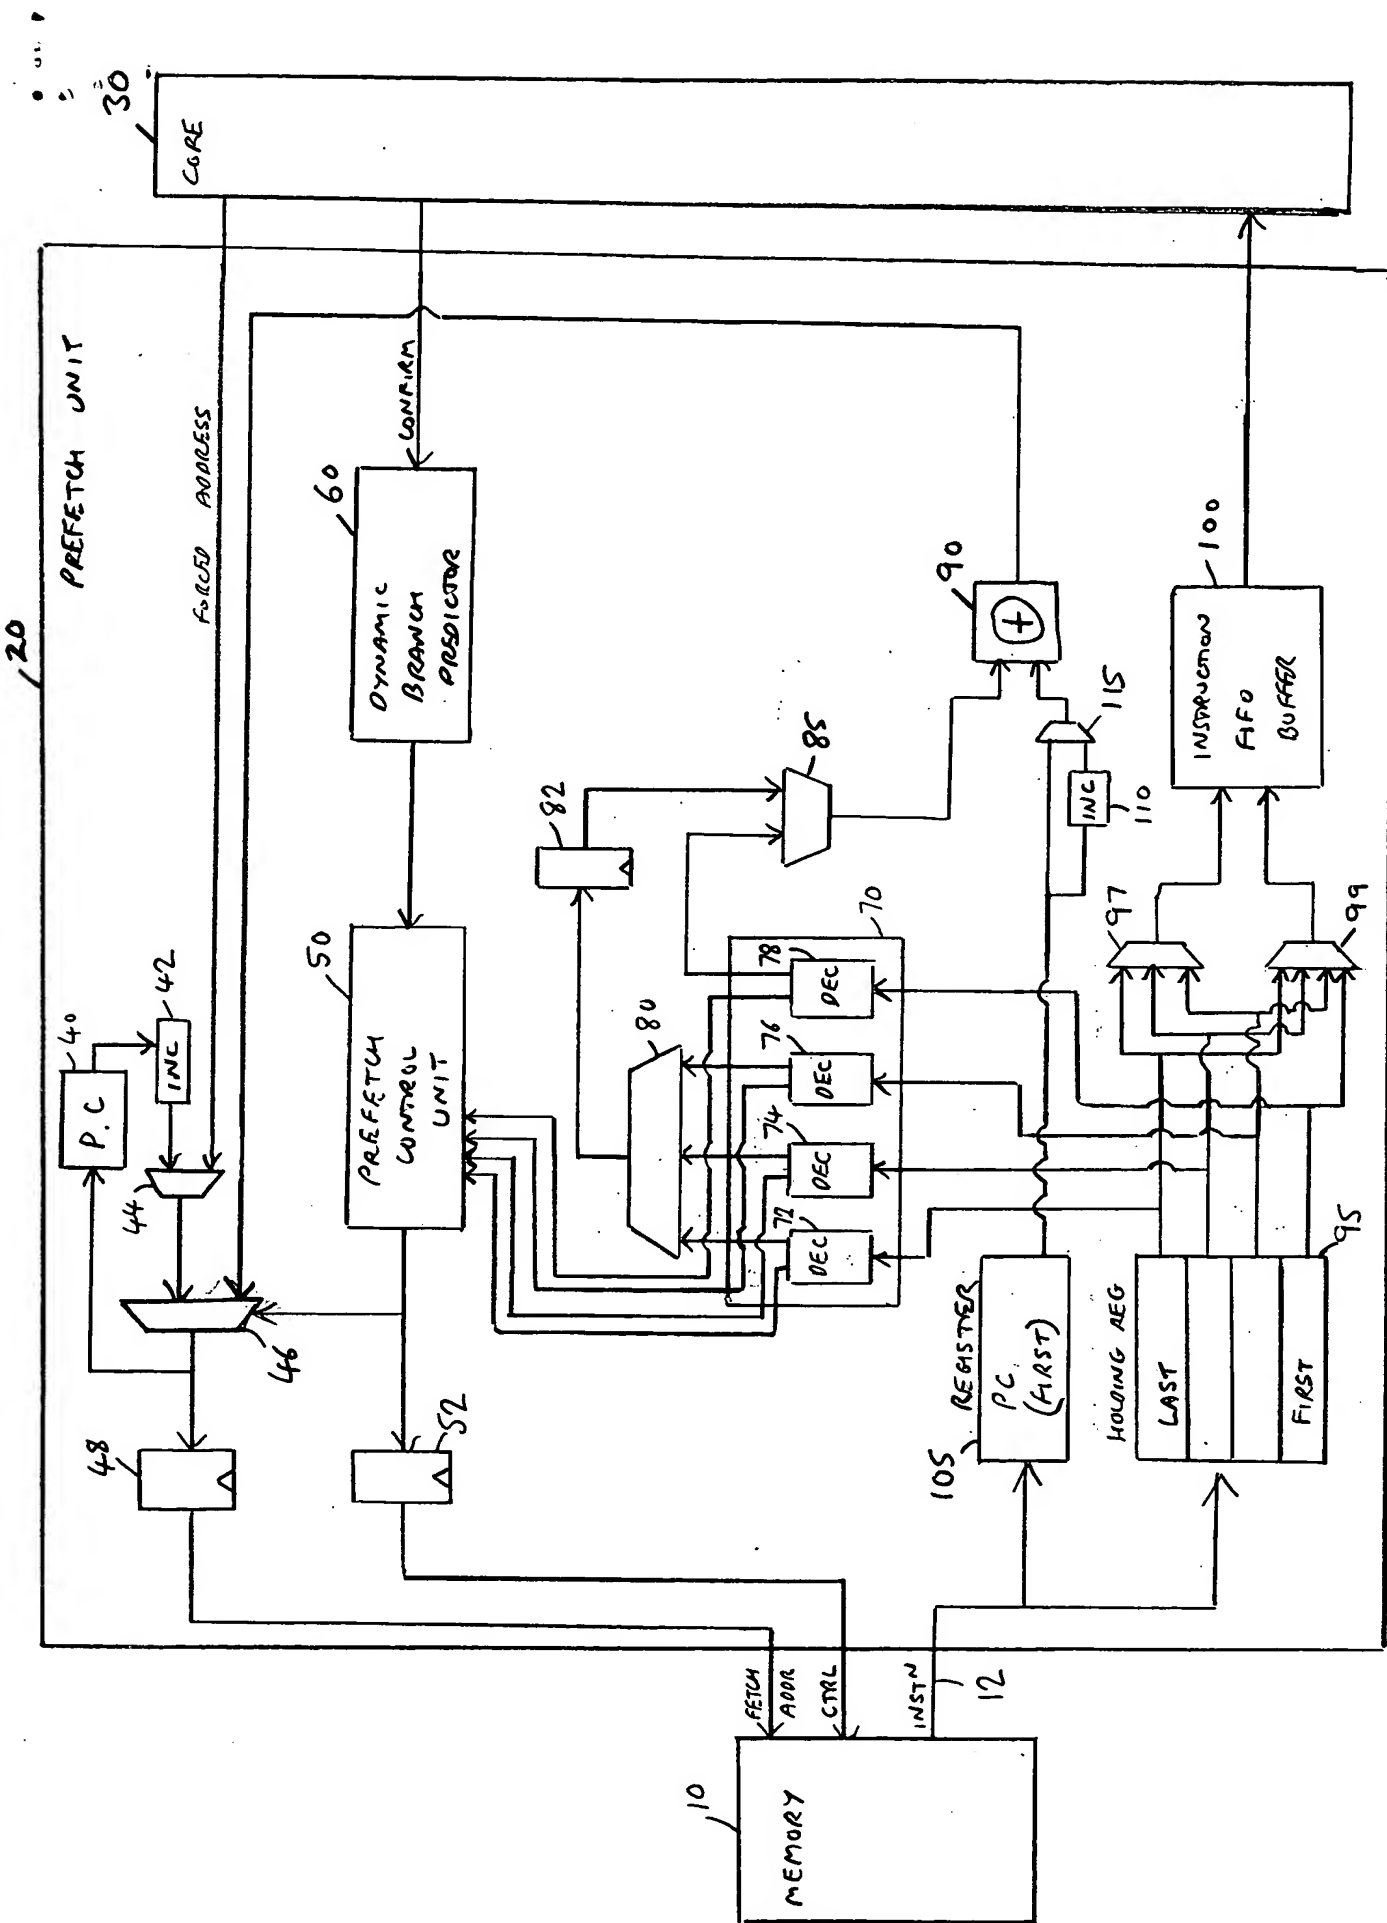 20
PREFETCH UNIT
30
CORE
FORCED ADDRESS
CONFIRM
60
DYNAMIC
BRANCH
PREDICTOR
40
P.C
42
INC
44
46
48
50
PREFETCH
CONTROL
UNIT
52
82
85
80
70
72
DEC
74
DEC
76
DEC
78
DEC
90
+
115
INC
110
100
INSTRUCTION
FIFO
BUFFER
97
99
105
REGISTER
PC
(FIRST)
HOLDING REG
LAST
FIRST
95
FETCH
ADDR
CTRL
INSTN
12
10
MEMORY